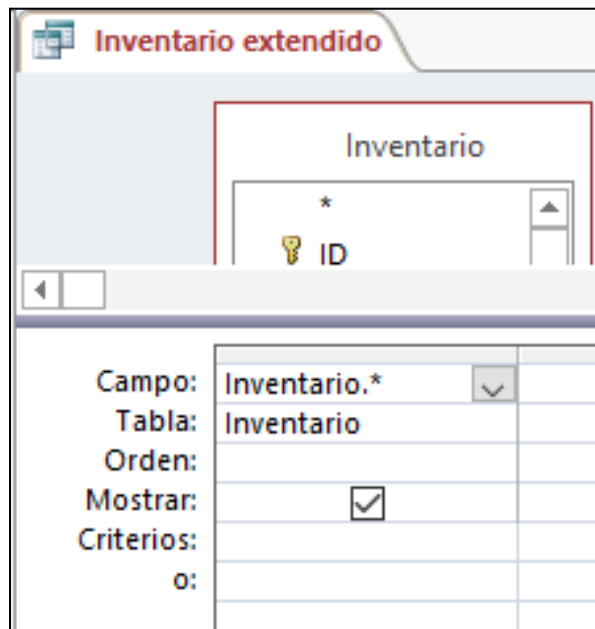 Inventario extendido
Inventario
*
ID
Campo: Inventario.*
Tabla: Inventario
Orden:
Mostrar:
Criterios:
o: